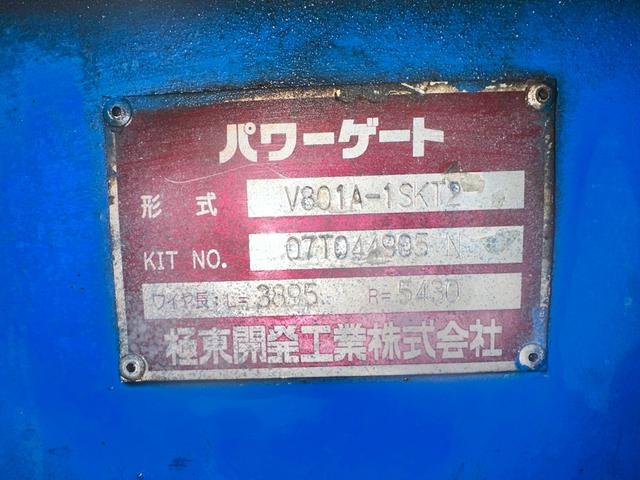 パワーゲート
形式 V801A-1SKT2
KIT NO. 07T044905 N
ワイヤ長:L= 3895 R= 5430
極東開発工業株式会社